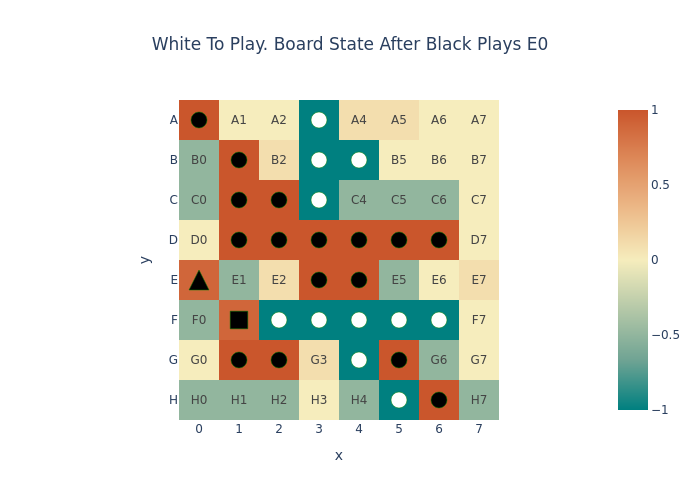 White To Play. Board State After Black Plays E0
A A1 A2 A4 A5 A6 A7
B B0 B2 B5 B6 B7
C C0 C4 C5 C6 C7
D D0 D7
E E1 E2 E5 E6 E7
F F0 F7
G G0 G3 G6 G7
H H0 H1 H2 H3 H4 H7
0 1 2 3 4 5 6 7
x
y
1
0.5
0
−0.5
−1